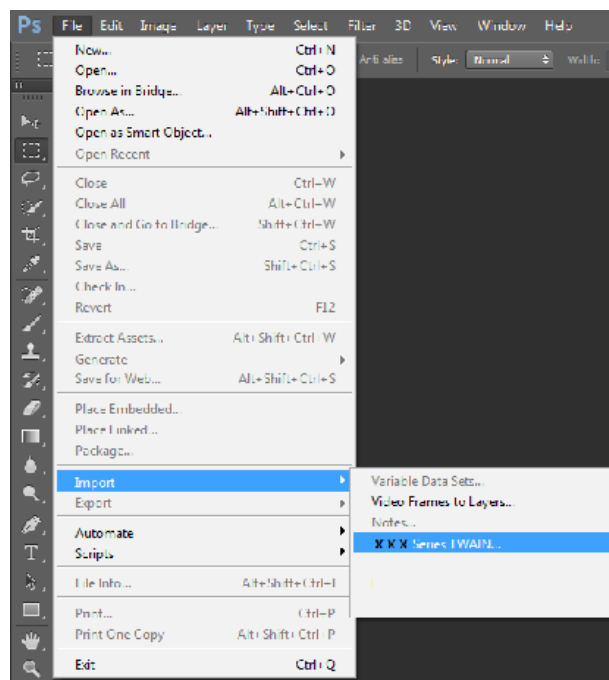 Ps File Edit Image Layer Type Select Filter 3D View Window Help
Anti-alias Style: Normal Width:
New... Ctrl+N
Open... Ctrl+O
Browse in Bridge... Alt+Ctrl+O
Open As... Alt+Shift+Ctrl+O
Open as Smart Object...
Open Recent
Close Ctrl+W
Close All Alt+Ctrl+W
Close and Go to Bridge... Shift+Ctrl+W
Save Ctrl+S
Save As... Shift+Ctrl+S
Check In...
Revert F12
Extract Assets... Alt+Shift+Ctrl+W
Generate
Save for Web... Alt+Shift+Ctrl+S
Place Embedded...
Place Linked...
Package...
Import
Variable Data Sets...
Export
Video Frames to Layers...
Notes...
Automate
X X X Series TWAIN...
Scripts
File Info... Alt+Shift+Ctrl+I
Print... Ctrl+P
Print One Copy Alt+Shift+Ctrl+P
Exit Ctrl+Q